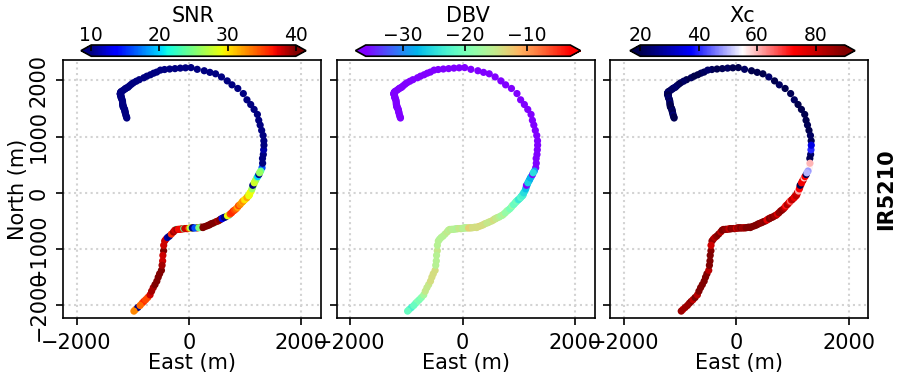 SNR DBV Xc
10 20 30 40 −30 −20 −10 20 40 60 80
North (m)
2000
1000
0
−1000
−2000
−2000 0 2000 −2000 0 2000 −2000 0 2000
East (m) East (m) East (m)
IR5210